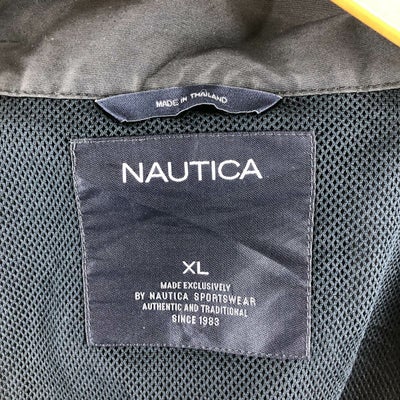 MADE IN THAILAND
NAUTICA
XL
MADE EXCLUSIVELY
BY NAUTICA SPORTSWEAR
AUTHENTIC AND TRADITIONAL
SINCE 1983